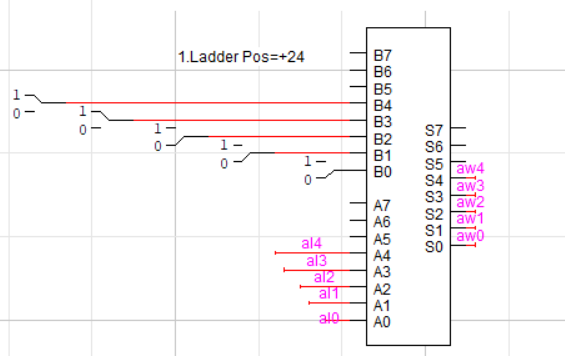 1.Ladder Pos=+24
B7
B6
B5
1
0
B4
1
0
B3
1
0
B2
1
0
B1
1
0
B0
S7
S6
S5
aw4
S4
aw3
S3
aw2
S2
aw1
S1
aw0
S0
A7
A6
A5
al4
A4
al3
A3
al2
A2
al1
A1
al0
A0